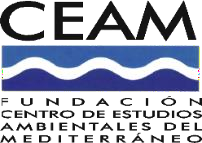 CEAM
FUNDACIÓN
CENTRO DE ESTUDIOS
AMBIENTALES DEL
MEDITERRÁNEO